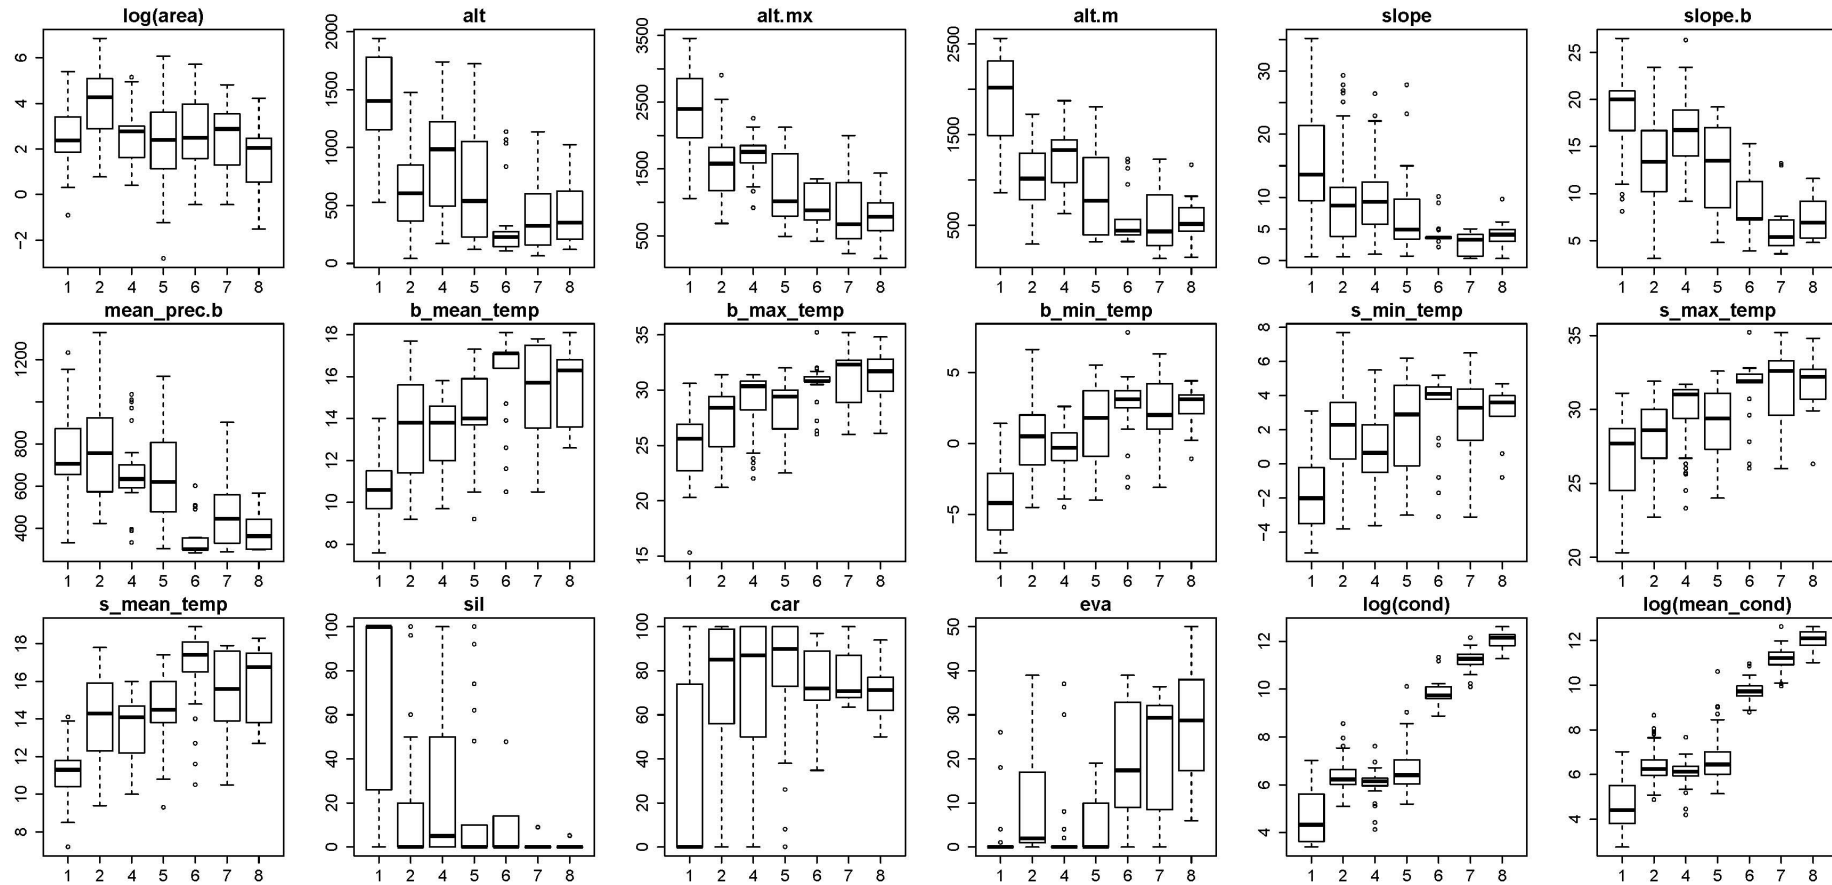 log(area) alt alt.mx alt.m slope slope.b
6 4 2 0 −2 2000 1500 1000 500 0 3500 2500 1500 500 2500 1500 500 30 20 10 5 0 25 20 15 10 5
1 2 4 5 6 7 8 1 2 4 5 6 7 8 1 2 4 5 6 7 8 1 2 4 5 6 7 8 1 2 4 5 6 7 8 1 2 4 5 6 7 8
mean_prec.b b_mean_temp b_max_temp b_min_temp s_min_temp s_max_temp
1200 800 600 400 18 16 14 12 10 8 35 30 25 20 15 5 0 −5 8 6 4 2 0 −2 −4 35 30 25 20
1 2 4 5 6 7 8 1 2 4 5 6 7 8 1 2 4 5 6 7 8 1 2 4 5 6 7 8 1 2 4 5 6 7 8 1 2 4 5 6 7 8
s_mean_temp sil car eva log(cond) log(mean_cond)
18 16 14 12 10 8 100 80 60 40 20 0 100 80 60 40 20 0 50 40 30 20 10 0 12 10 8 6 4 12 10 8 6 4
1 2 4 5 6 7 8 1 2 4 5 6 7 8 1 2 4 5 6 7 8 1 2 4 5 6 7 8 1 2 4 5 6 7 8 1 2 4 5 6 7 8